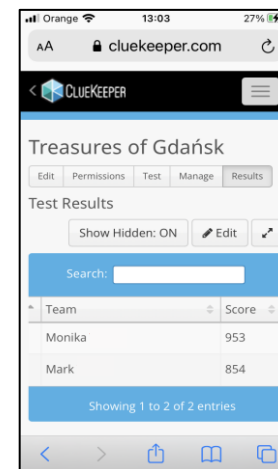 Orange 13:03 27%
AA cluekeeper.com
CLUEKEEPER
Treasures of Gdańsk
Edit Permissions Test Manage Results
Test Results
Show Hidden: ON Edit
Search:
Team Score
Monika 953
Mark 854
Showing 1 to 2 of 2 entries